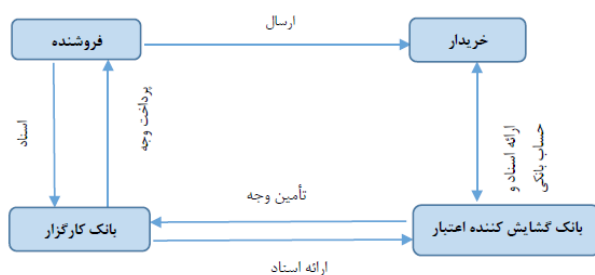 ارسال
خریدار
فروشنده
اسناد
پرداخت وجه
ارائه اسناد و
حساب بانکی
تأمین وجه
بانک گشایش کننده اعتبار
بانک کارگزار
ارائه اسناد